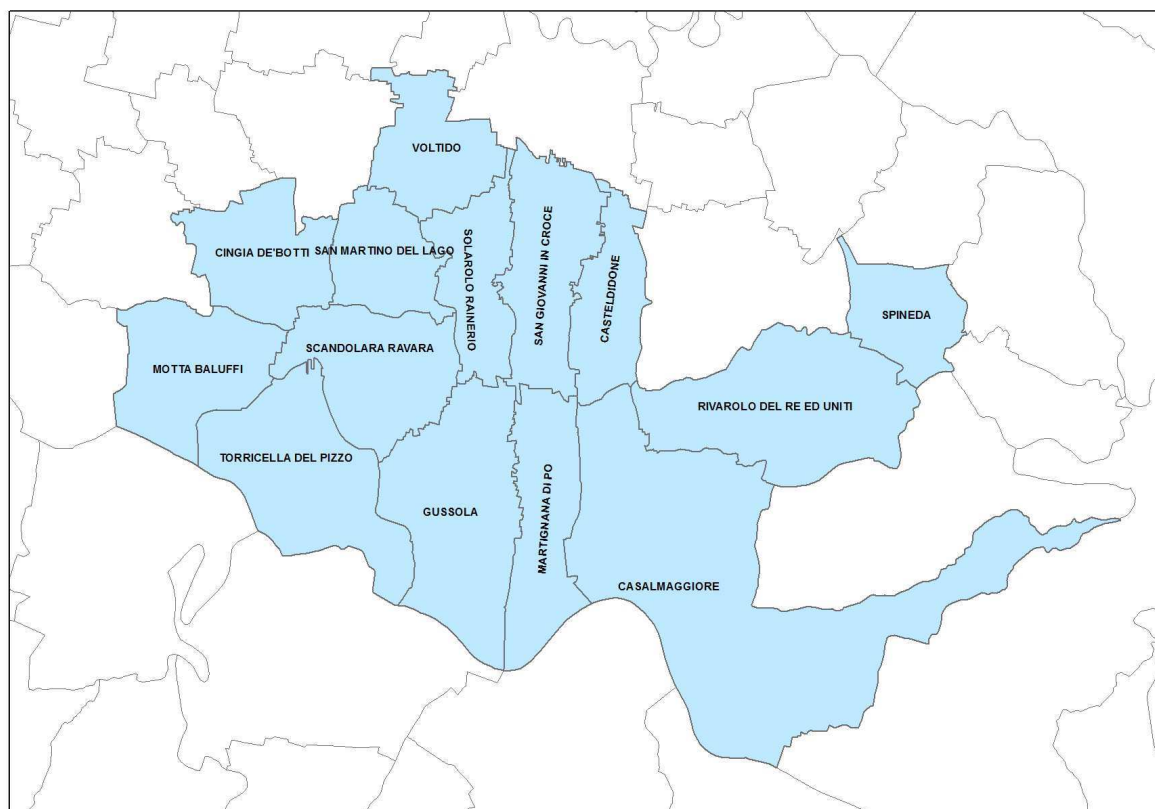 VOLTIDO
CINGIA DE'BOTTI
SAN MARTINO DEL LAGO
SOLAROLO RAINERIO
SAN GIOVANNI IN CROCE
CASTELDIDONE
SPINEDA
MOTTA BALUFFI
SCANDOLARA RAVARA
RIVAROLO DEL RE ED UNITI
TORRICELLA DEL PIZZO
GUSSOLA
MARTIGNANA DI PO
CASALMAGGIORE